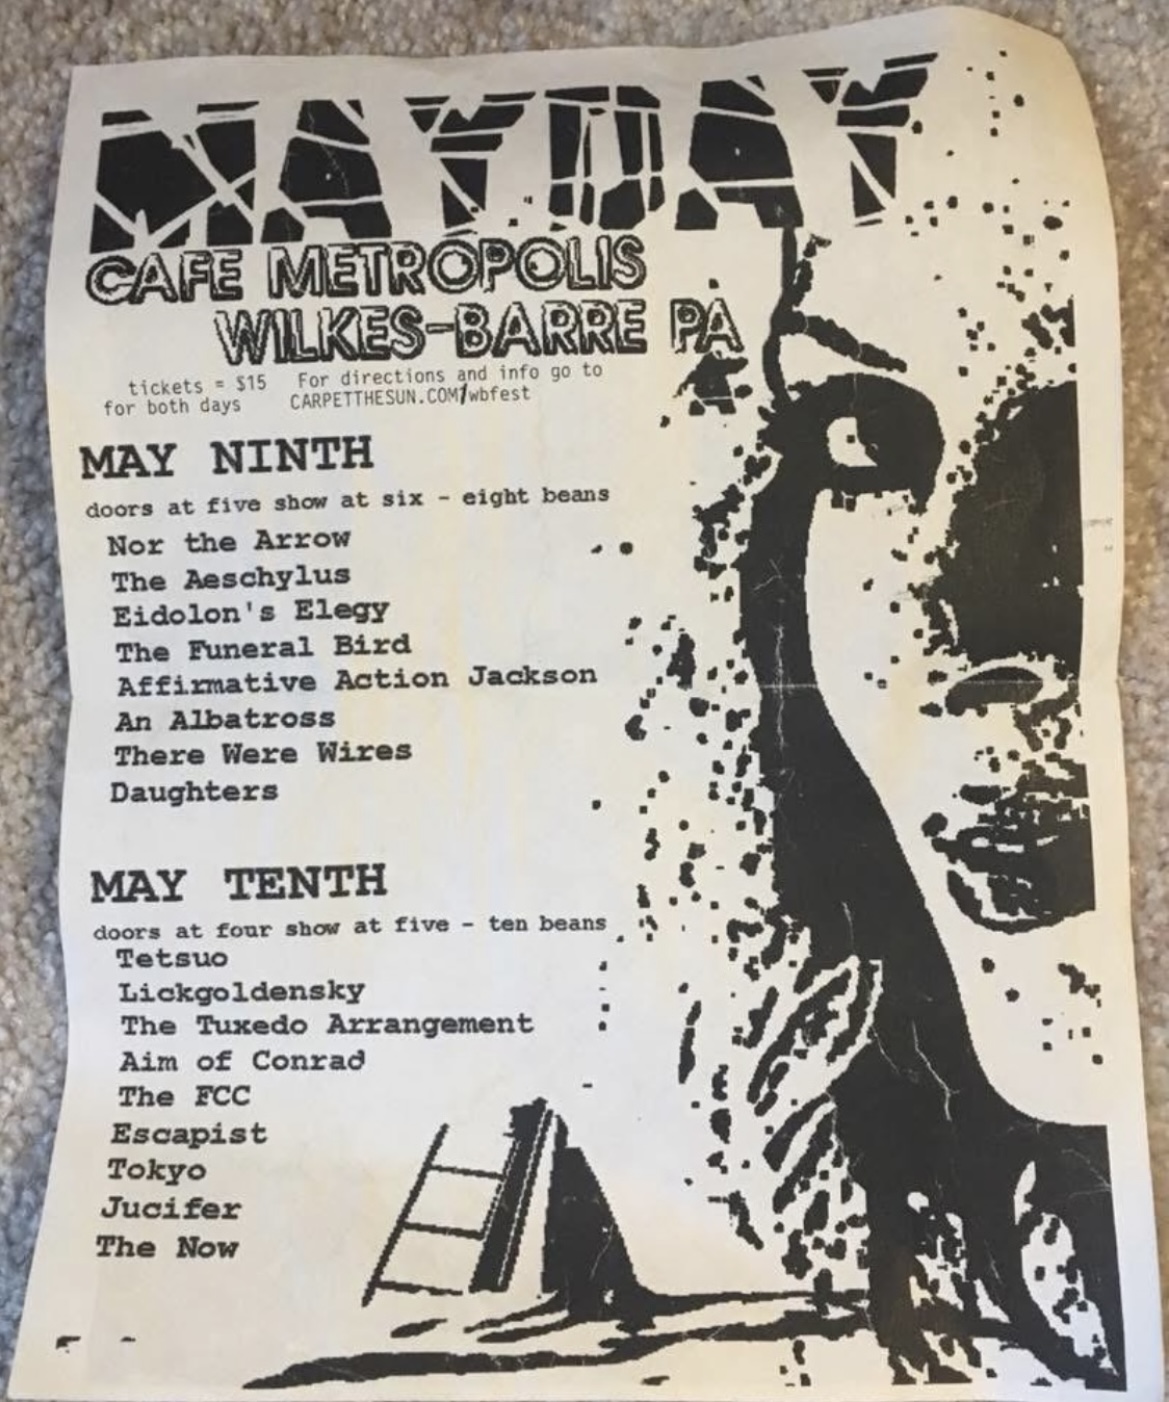 MAYDAY
CAFE METROPOLIS
WILKES-BARRE PA
tickets = $15 For directions and info go to
for both days CARPETTHESUN.COM/wbfest
MAY NINTH
doors at five show at six - eight beans
Nor the Arrow
The Aeschylus
Eidolon's Elegy
The Funeral Bird
Affirmative Action Jackson
An Albatross
There Were Wires
Daughters
MAY TENTH
doors at four show at five - ten beans
Tetsuo
Lickgoldensky
The Tuxedo Arrangement
Aim of Conrad
The FCC
Escapist
Tokyo
Jucifer
The Now